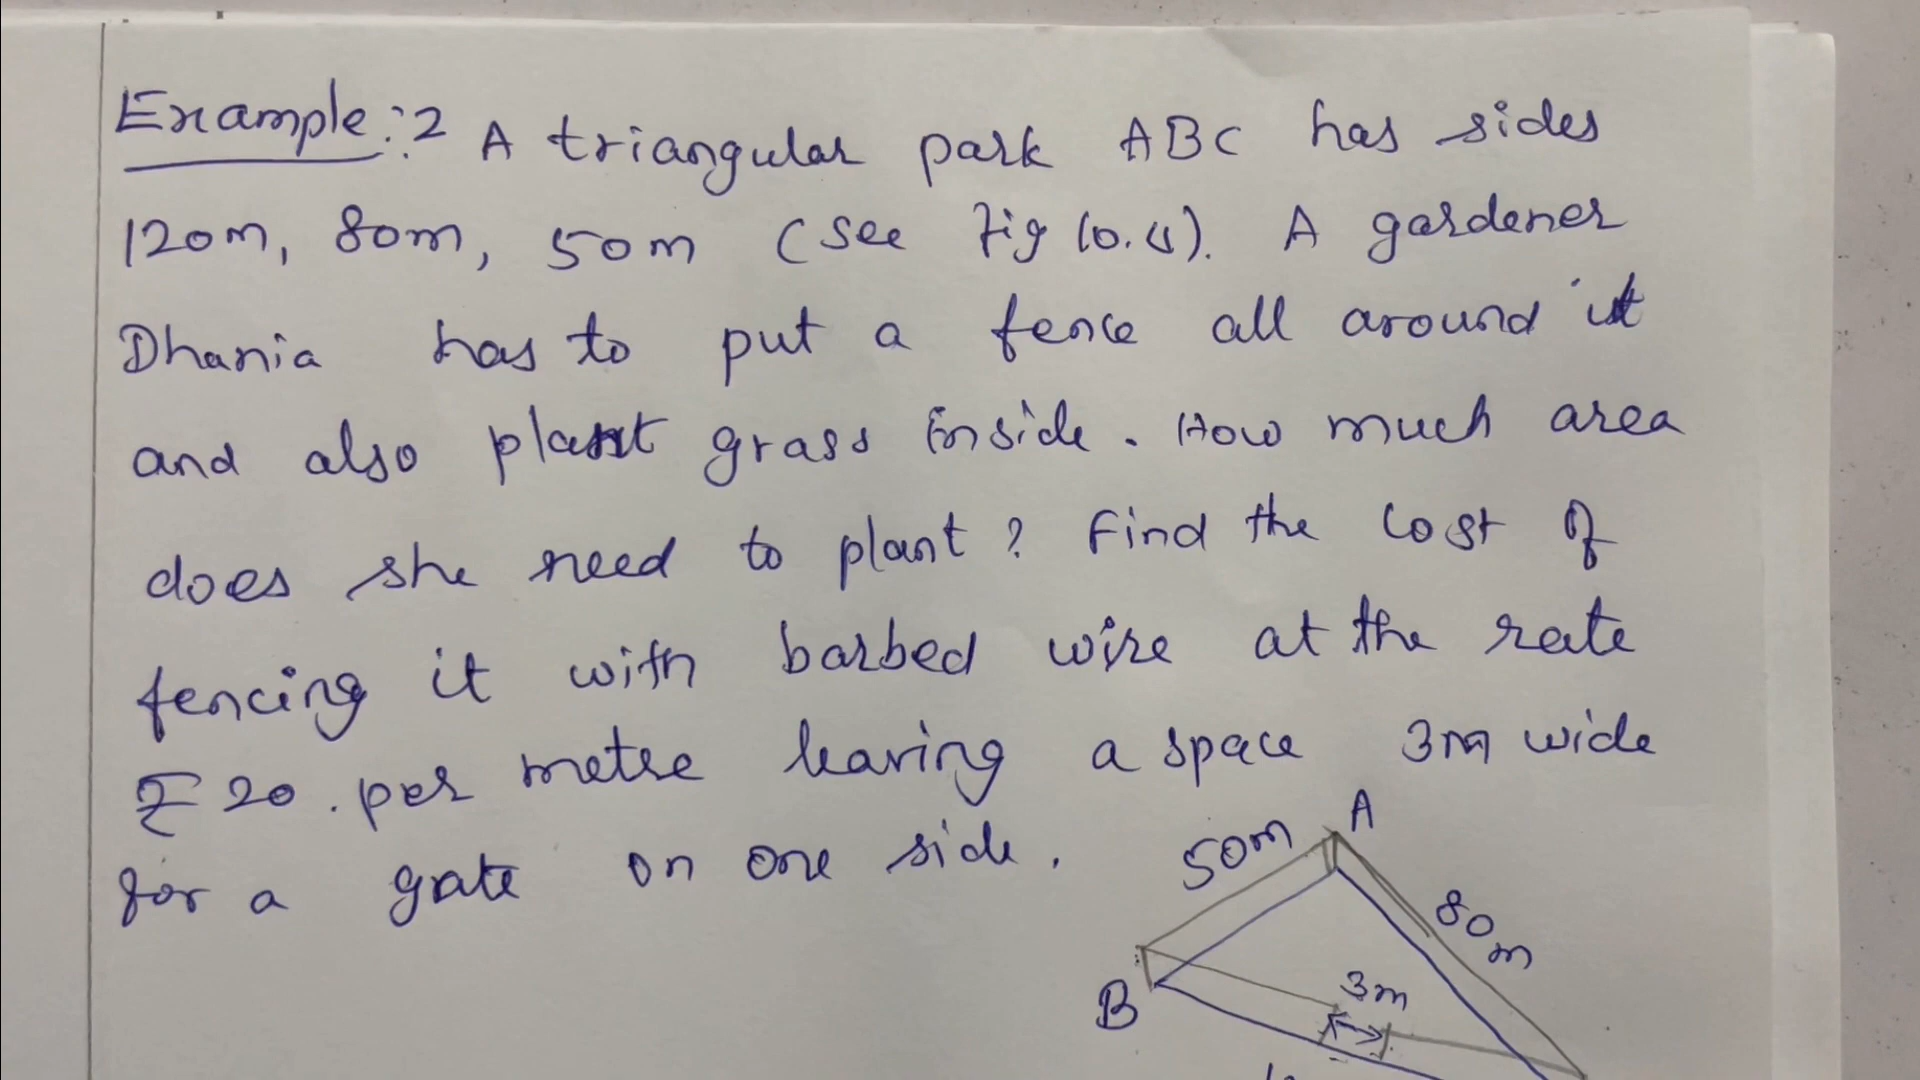 Example:2 A triangular park ABC has sides
120m, 80m, 50m (see Fig 10.4). A gardener
Dhania has to put a fence all around it
and also plant grass inside. How much area
does she need to plant? Find the cost of
fencing it with barbed wire at the rate
₹20. per metre leaving a space 3m wide
for a gate on one side.
A
50m
80m
3m
B